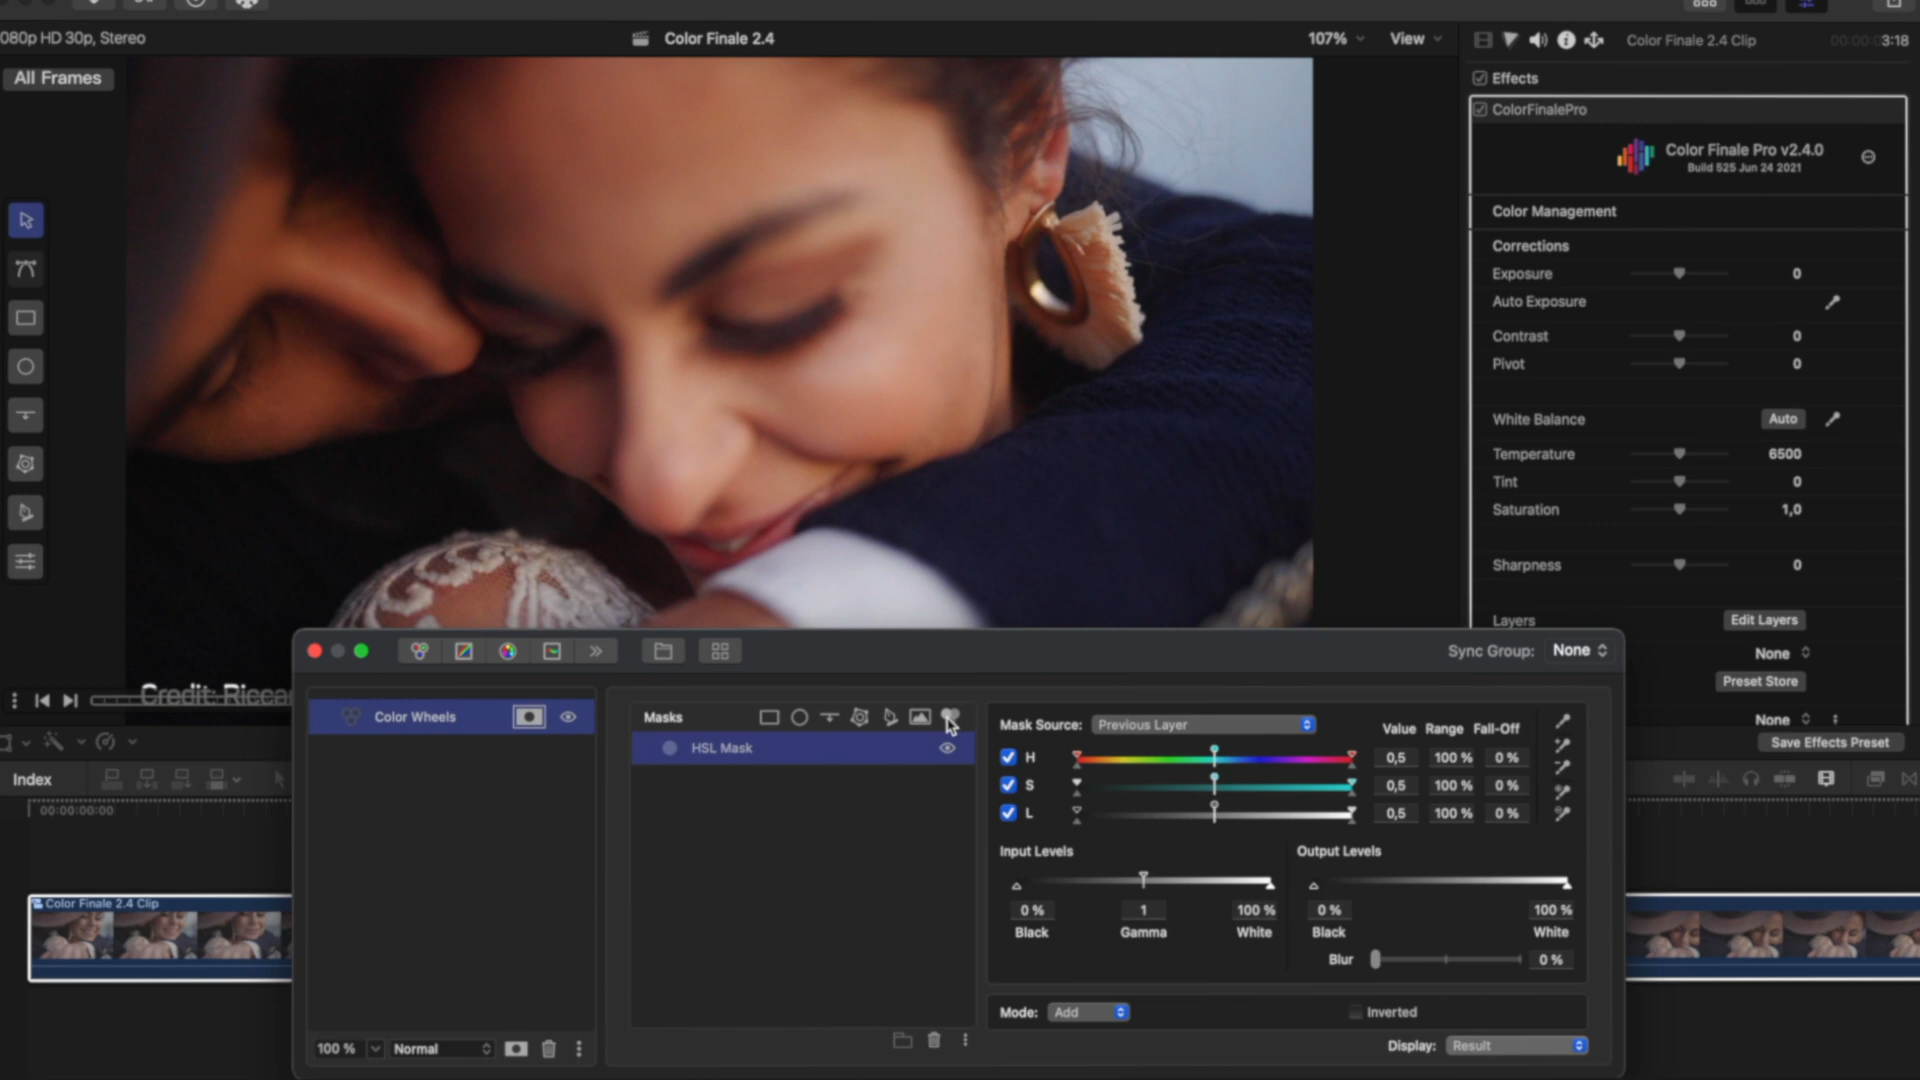 080p HD 30p, Stereo
Color Finale 2.4
107%
View
Color Finale 2.4 Clip
3:18
All Frames
Effects
ColorFinalePro
Color Finale Pro v2.4.0
Build 525 Jun 24 2021
Color Management
Corrections
Exposure 0
Auto Exposure
Contrast 0
Pivot 0
White Balance Auto
Temperature 6500
Tint 0
Saturation 1,0
Sharpness 0
Layers Edit Layers
None
Preset Store
None
Save Effects Preset
Sync Group: None
Credit: Riccar
Color Wheels
Masks
HSL Mask
Mask Source: Previous Layer
Value Range Fall-Off
H 0,5 100 % 0 %
S 0,5 100 % 0 %
L 0,5 100 % 0 %
Input Levels
Output Levels
0 % 1 100 %
Black Gamma White
0 % 100 %
Black White
Blur 0 %
Mode: Add
Inverted
Display: Result
100 % Normal
Index
00:00:00:00
Color Finale 2.4 Clip